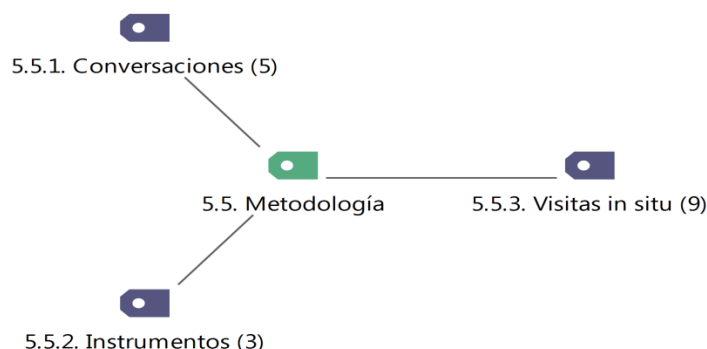 5.5.1. Conversaciones (5)
5.5. Metodología
5.5.3. Visitas in situ (9)
5.5.2. Instrumentos (3)